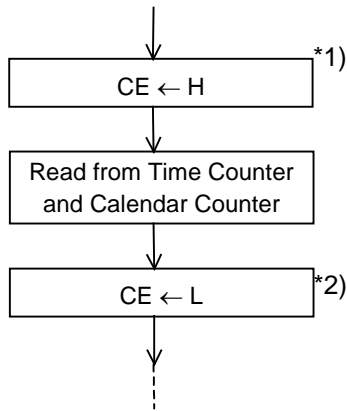 *1)
CE ← H
Read from Time Counter
and Calendar Counter
*2)
CE ← L